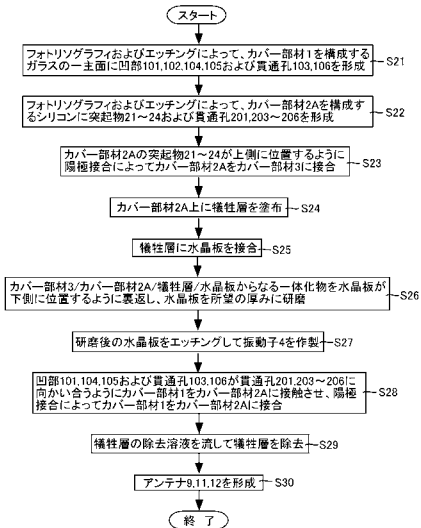 スタート
フォトリソグラフィおよびエッチングによって、カバー部材1を構成する
ガラスの一主面に凹部101,102,104,105および貫通孔103,106を形成
S21
フォトリソグラフィおよびエッチングによって、カバー部材2Aを構成す
るシリコンに突起物21~24および貫通孔201,203~206を形成
S22
カバー部材2Aの突起物21~24が上側に位置するように
陽極接合によってカバー部材2Aをカバー部材3に接合
S23
カバー部材2A上に犠牲層を塗布
S24
犠牲層に水晶板を接合
S25
カバー部材3/カバー部材2A/犠牲層/水晶板からなる一体化物を水晶板が
下側に位置するように裏返し、水晶板を所望の厚みに研磨
S26
研磨後の水晶板をエッチングして振動子4を作製
S27
凹部101,104,105および貫通孔103,106が貫通孔201,203~206に
向かい合うようにカバー部材1をカバー部材2Aに接触させ、陽極
接合によってカバー部材1をカバー部材2Aに接合
S28
犠牲層の除去溶液を流して犠牲層を除去
S29
アンテナ9,11,12を形成
S30
終了